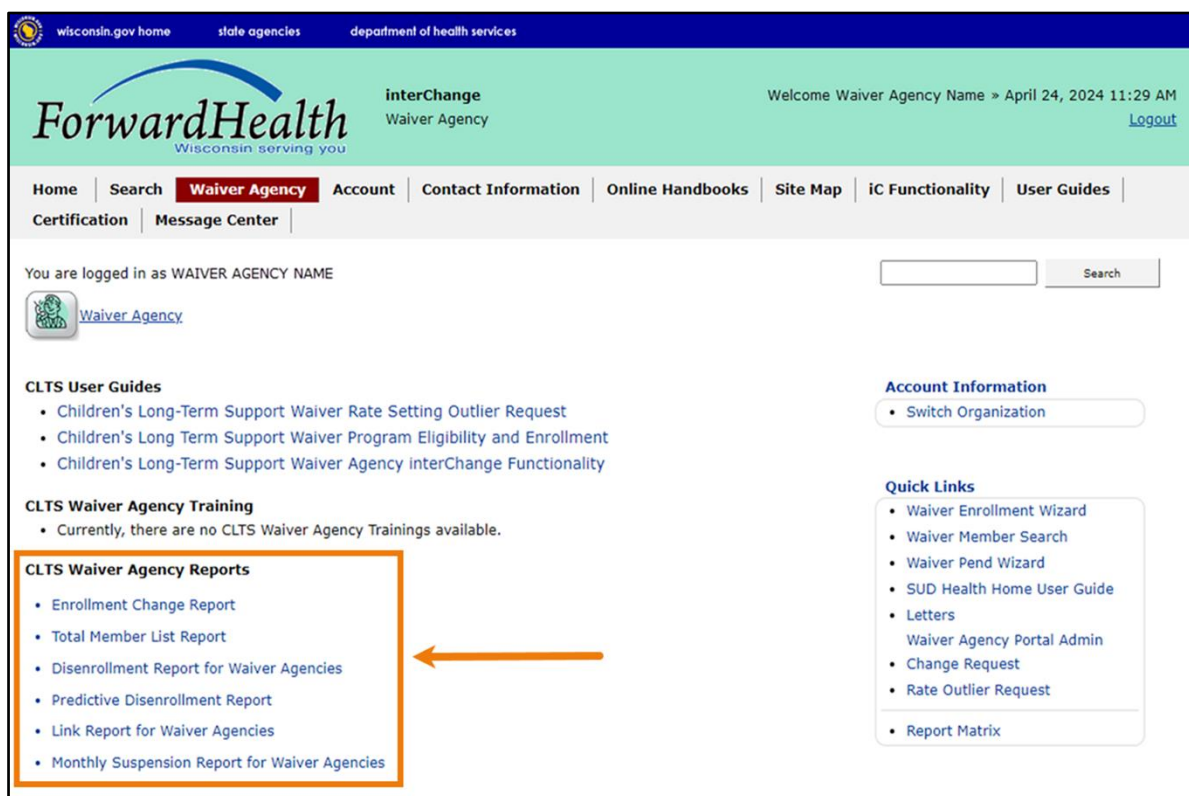 wisconsin.gov home state agencies department of health services
ForwardHealth
Wisconsin serving you
interChange
Waiver Agency
Welcome Waiver Agency Name » April 24, 2024 11:29 AM
Logout
Home Search Waiver Agency Account Contact Information Online Handbooks Site Map iC Functionality User Guides
Certification Message Center
You are logged in as WAIVER AGENCY NAME
Search
Waiver Agency
CLTS User Guides
• Children's Long-Term Support Waiver Rate Setting Outlier Request
• Children's Long Term Support Waiver Program Eligibility and Enrollment
• Children's Long-Term Support Waiver Agency interChange Functionality
CLTS Waiver Agency Training
• Currently, there are no CLTS Waiver Agency Trainings available.
CLTS Waiver Agency Reports
• Enrollment Change Report
• Total Member List Report
• Disenrollment Report for Waiver Agencies
• Predictive Disenrollment Report
• Link Report for Waiver Agencies
• Monthly Suspension Report for Waiver Agencies
Account Information
• Switch Organization
Quick Links
• Waiver Enrollment Wizard
• Waiver Member Search
• Waiver Pend Wizard
• SUD Health Home User Guide
• Letters
Waiver Agency Portal Admin
• Change Request
• Rate Outlier Request
• Report Matrix